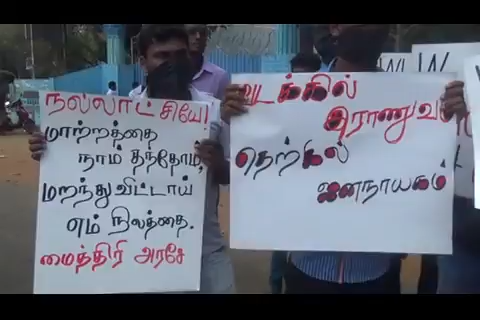 நல்லாட்சியே!
மாற்றத்தை
நாம் தந்தோம்,
மறந்து விட்டாய்
எம் நிலத்தை.
மைத்திரி அரசே
வடக்கில்
இராணுவம்
தெற்கில்
ஜனநாயகம்